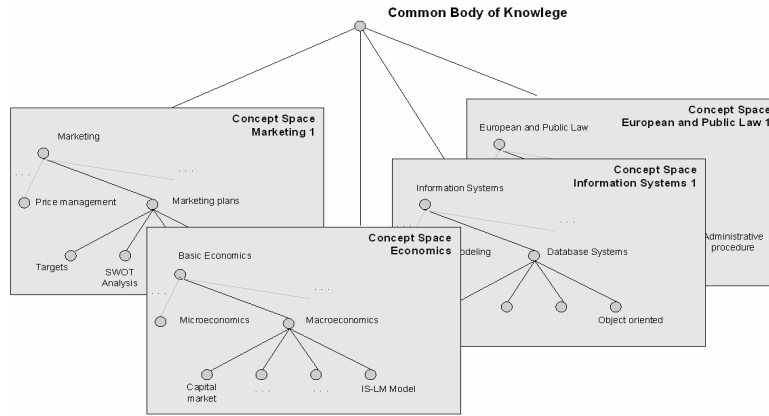 Common Body of Knowlege
Concept Space
Marketing 1
Marketing
. . .
. . .
Price management
Marketing plans
Targets
SWOT
Analysis
Concept Space
European and Public Law 1
European and Public Law
Administrative
procedure
Concept Space
Information Systems 1
Information Systems
. . .
Database Systems
Object oriented
Concept Space
Economics
Basic Economics
. . .
. . .
Microeconomics
Macroeconomics
Capital
market
. . .
. . .
IS-LM Model